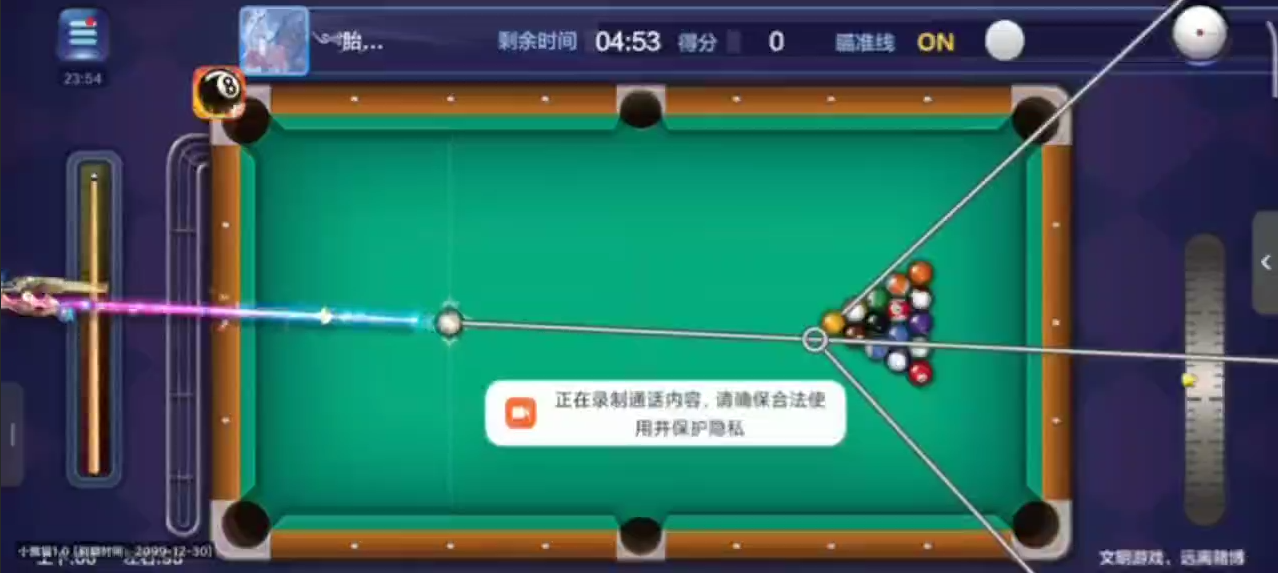 胎...
剩余时间 04:53 得分 0 瞄准线 ON
23:54
8
正在录制通话内容，请确保合法使
用并保护隐私
文明游戏、远离赌博